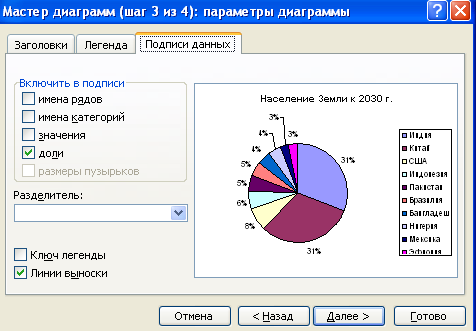 Мастер диаграмм (шаг 3 из 4): параметры диаграммы
Заголовки
Легенда
Подписи данных
Включить в подписи
имена рядов
имена категорий
значения
доли
размеры пузырьков
Разделитель:
Ключ легенды
Линии выноски
Население Земли к 2030 г.
3%
3%
4%
4%
5%
5%
6%
8%
31%
31%
Индия
Китай
США
Индонезия
Пакистан
Бразилия
Бангладеш
Нигерия
Мексика
Эфиопия
Отмена
< Назад
Далее >
Готово